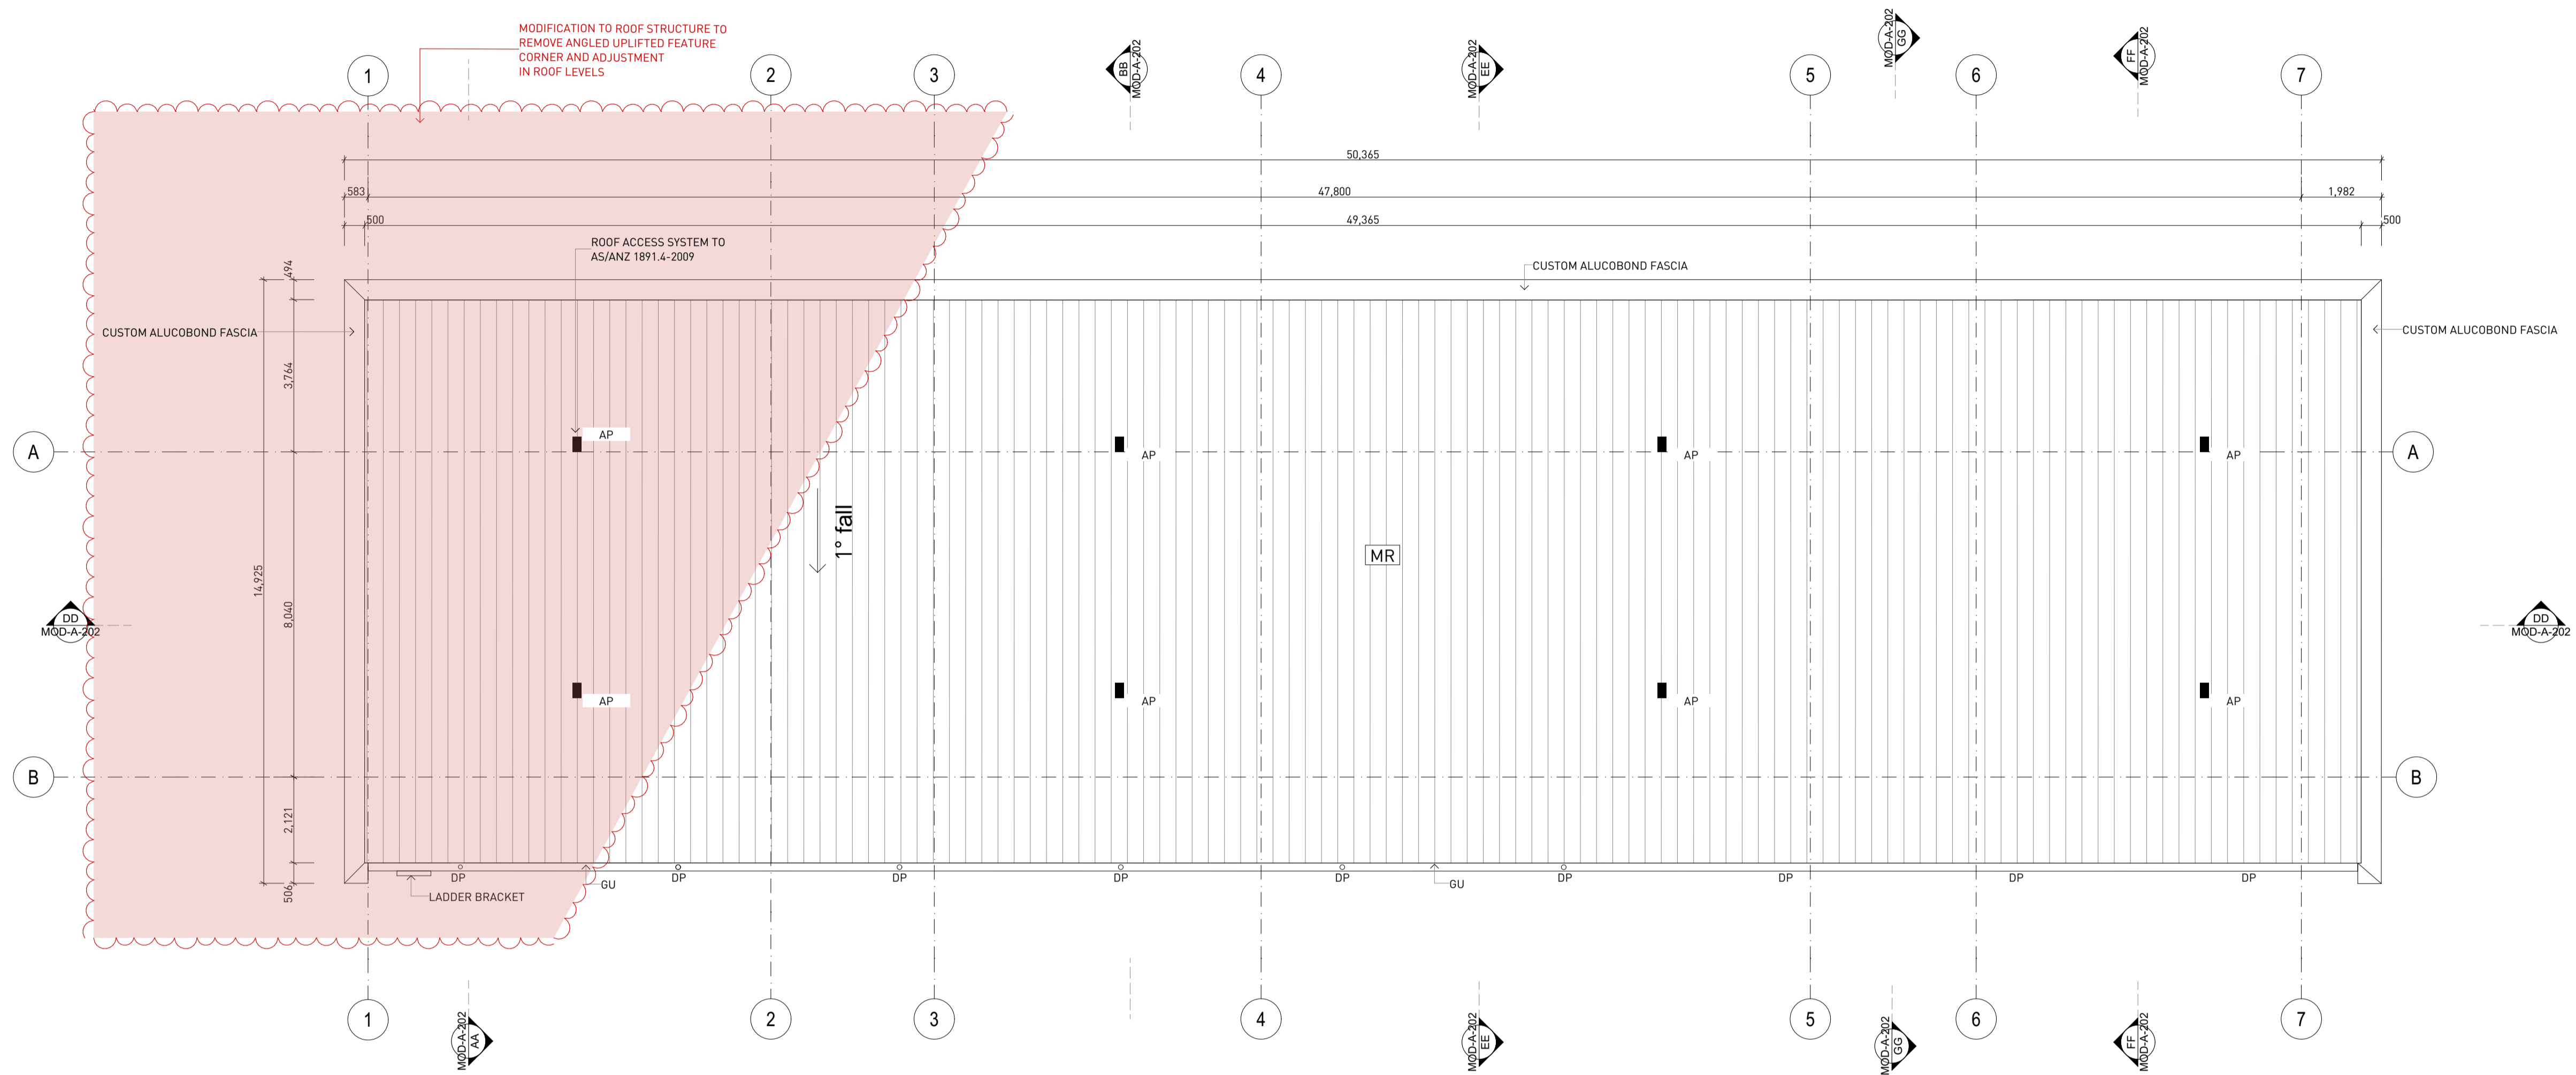 MODIFICATION TO ROOF STRUCTURE TO
REMOVE ANGLED UPLIFTED FEATURE
CORNER AND ADJUSTMENT
IN ROOF LEVELS
1
2
3
BB
MOD-A-202
4
EE
MOD-A-202
5
GG
MOD-A-202
6
FF
MOD-A-202
7
50,365
583
47,800
1,982
500
49,365
500
ROOF ACCESS SYSTEM TO
AS/ANZ 1891.4-2009
494
CUSTOM ALUCOBOND FASCIA
CUSTOM ALUCOBOND FASCIA
CUSTOM ALUCOBOND FASCIA
3,764
A
AP
AP
AP
AP
A
1° fall
MR
14,925
8,040
DD
MOD-A-202
DD
MOD-A-202
AP
AP
AP
AP
B
B
2,121
506
DP
DP
DP
DP
DP
DP
DP
DP
DP
GU
GU
LADDER BRACKET
1
2
3
4
5
6
7
MOD-A-202
AA
MOD-A-202
EE
MOD-A-202
GG
FF
MOD-A-202